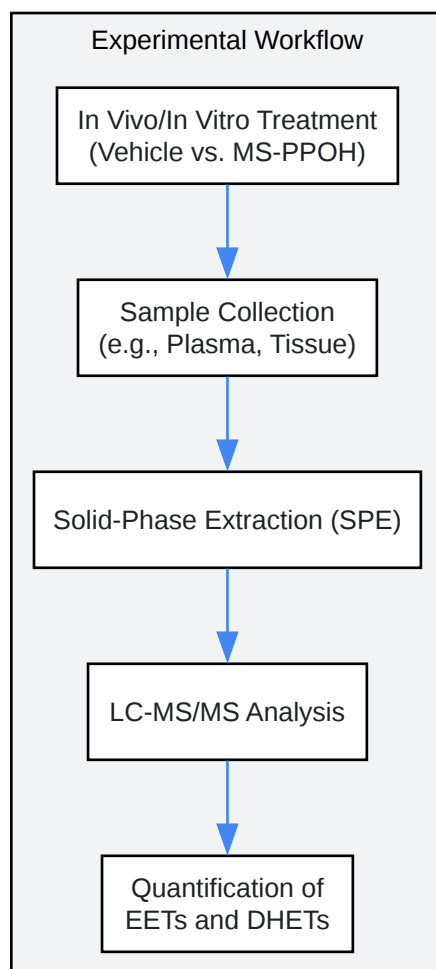 Experimental Workflow
In Vivo/In Vitro Treatment
(Vehicle vs. MS-PPOH)
Sample Collection
(e.g., Plasma, Tissue)
Solid-Phase Extraction (SPE)
LC-MS/MS Analysis
Quantification of
EETs and DHETs